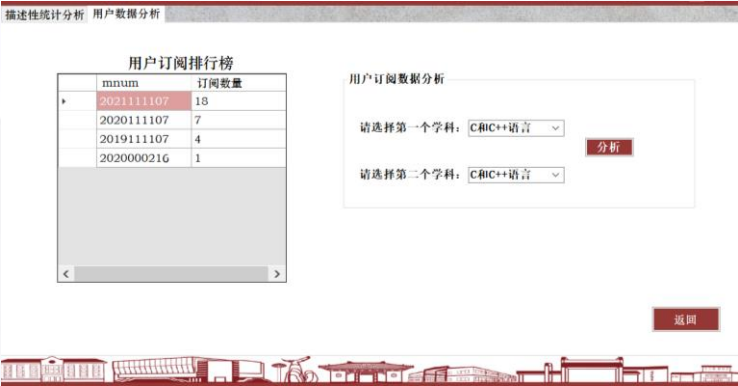 描述性统计分析 用户数据分析
用户订阅排行榜
mnum 订阅数量
2021111107 18
2020111107 7
2019111107 4
2020000216 1
用户订阅数据分析
请选择第一个学科： C和C++语言
分析
请选择第二个学科： C和C++语言
返回